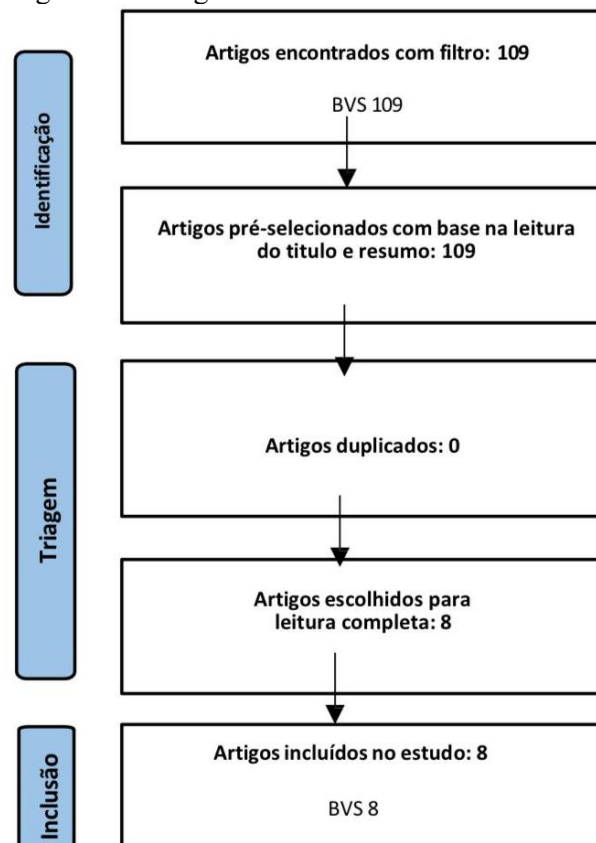 Identificação
Artigos encontrados com filtro: 109
BVS 109
Artigos pré-selecionados com base na leitura
do titulo e resumo: 109
Triagem
Artigos duplicados: 0
Artigos escolhidos para
leitura completa: 8
Inclusão
Artigos incluídos no estudo: 8
BVS 8